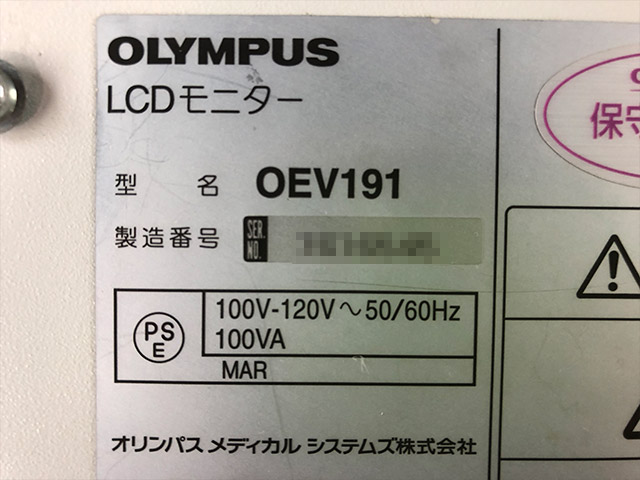 OLYMPUS
LCDモニター
型名 OEV191
製造番号 SER. NO.
PS E
100V-120V～50/60Hz
100VA
MAR
オリンパス メディカル システムズ株式会社
保守